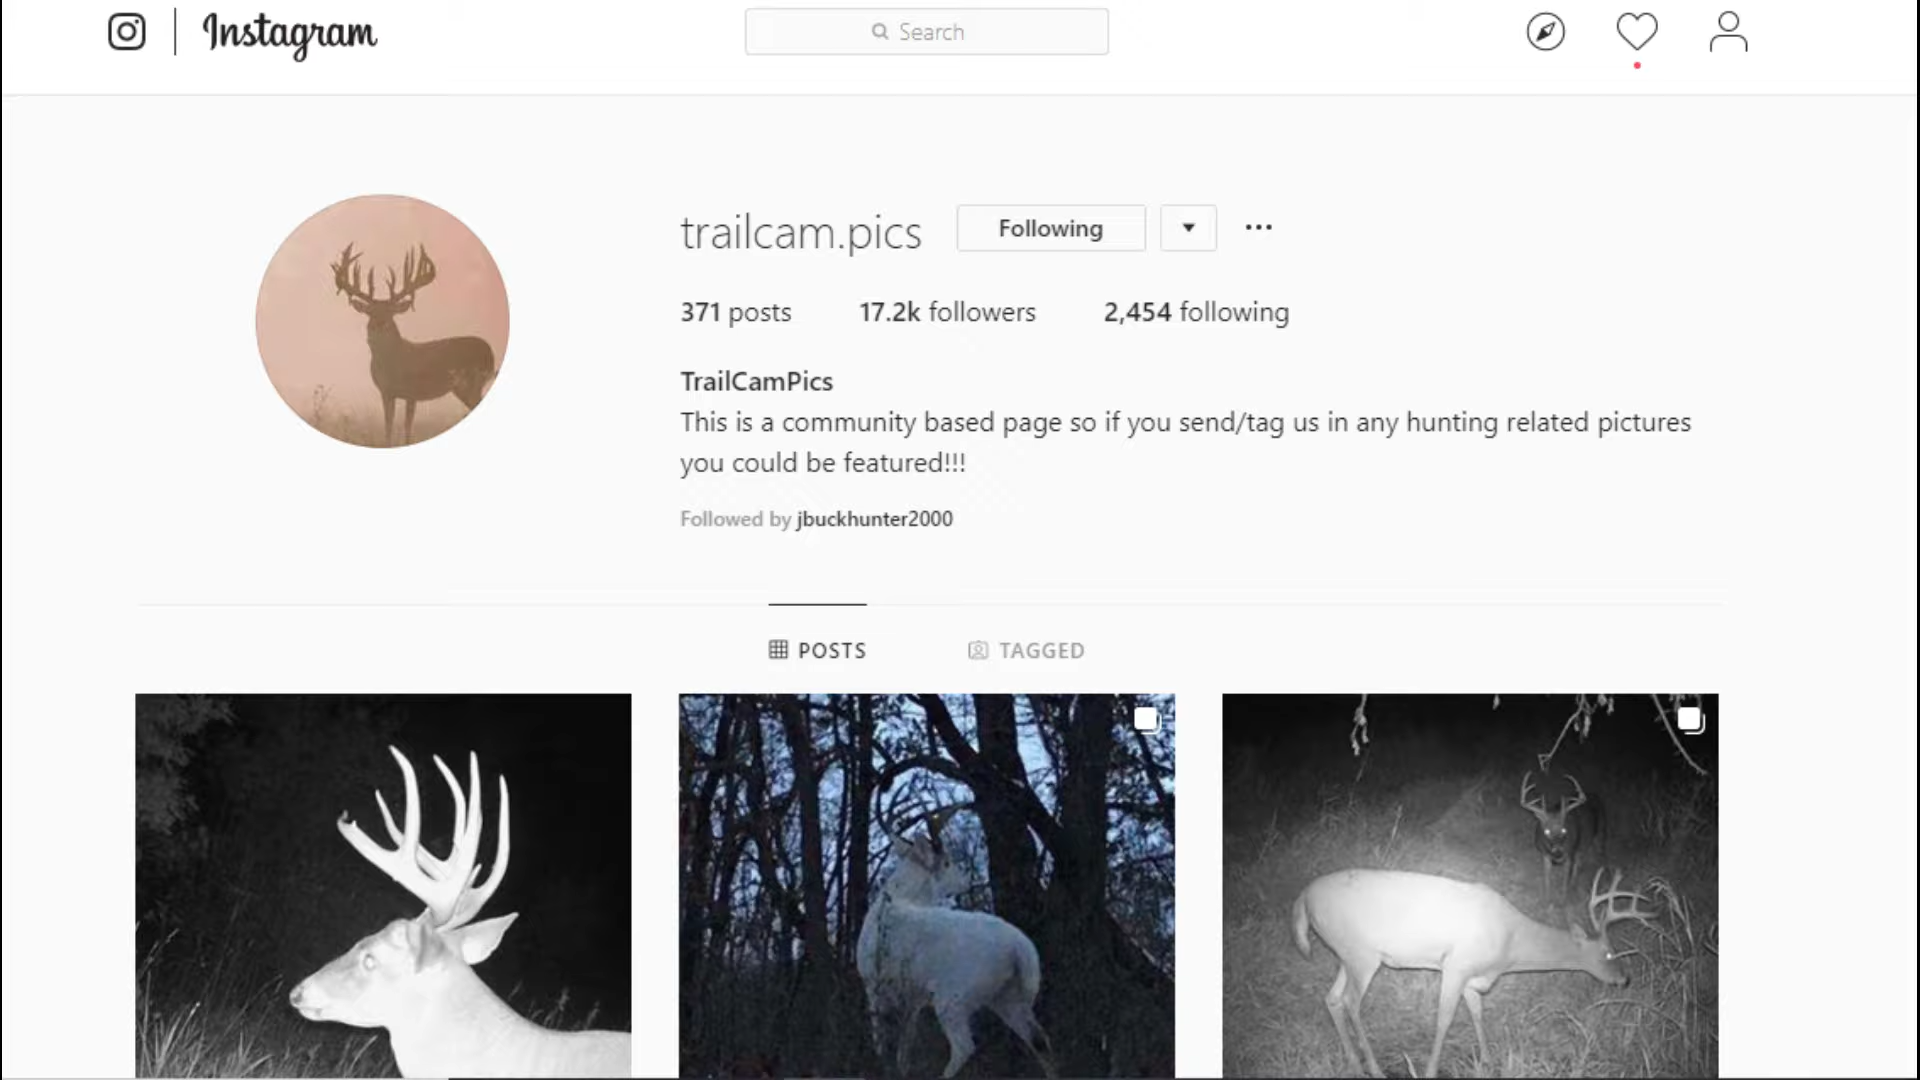 Instagram
Search
trailcam.pics Following
371 posts 17.2k followers 2,454 following
TrailCamPics
This is a community based page so if you send/tag us in any hunting related pictures
you could be featured!!!
Followed by jbuckhunter2000
POSTS TAGGED